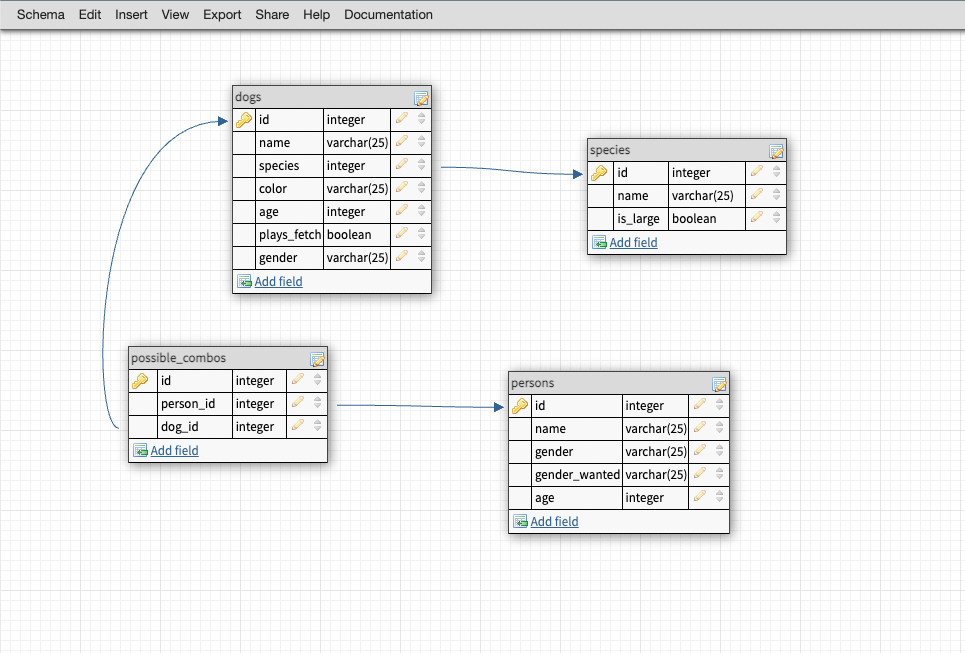 Schema Edit Insert View Export Share Help Documentation
dogs
id integer
name varchar(25)
species integer
color varchar(25)
age integer
plays_fetch boolean
gender varchar(25)
Add field
species
id integer
name varchar(25)
is_large boolean
Add field
possible_combos
id integer
person_id integer
dog_id integer
Add field
persons
id integer
name varchar(25)
gender varchar(25)
gender_wanted varchar(25)
age integer
Add field